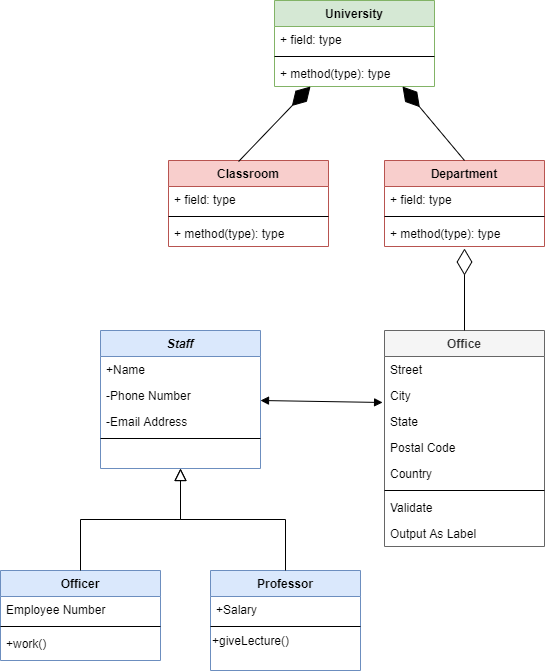 University
+ field: type
+ method(type): type
Classroom
+ field: type
+ method(type): type
Department
+ field: type
+ method(type): type
Staff
+Name
-Phone Number
-Email Address
Office
Street
City
State
Postal Code
Country
Validate
Output As Label
Officer
Employee Number
+work()
Professor
+Salary
+giveLecture()